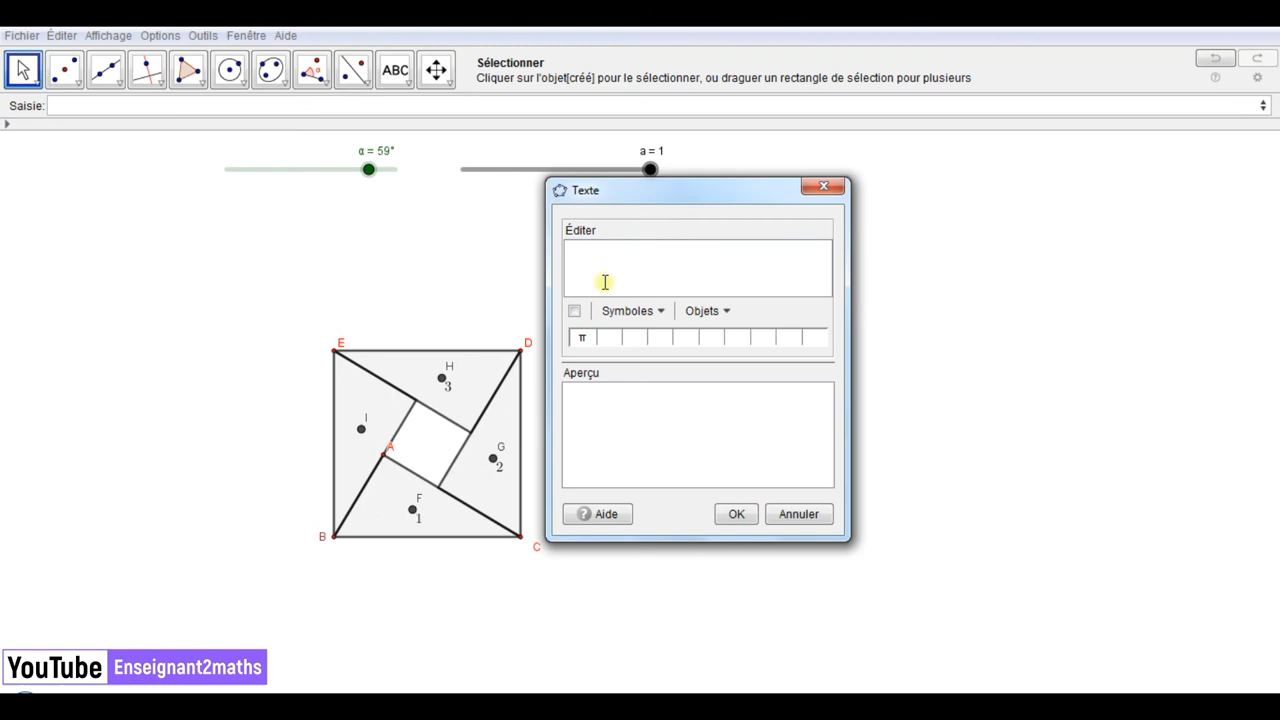 Fichier Éditer Affichage Options Outils Fenêtre Aide
ABC
Sélectionner
Cliquer sur l'objet[créé] pour le sélectionner, ou draguer un rectangle de sélection pour plusieurs
Saisie:
α = 59°
a = 1
Texte
Éditer
Symboles
Objets
π
Aperçu
Aide
OK
Annuler
E
D
H
3
I
A
G
2
F
1
B
C
YouTube Enseignant2maths